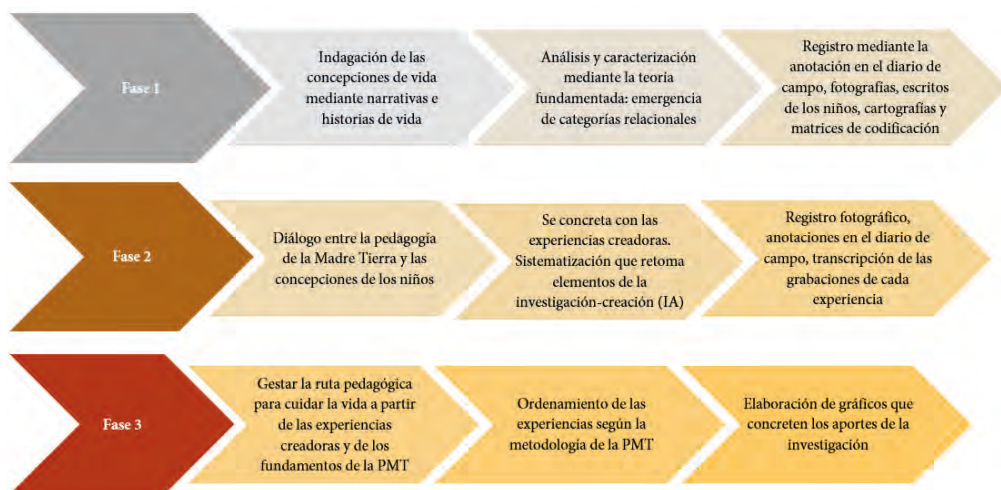 Fase 1
Indagación de las
concepciones de vida
mediante narrativas e
historias de vida
Análisis y caracterización
mediante la teoría
fundamentada: emergencia
de categorías relacionales
Registro mediante la
anotación en el diario de
campo, fotografías, escritos
de los niños, cartografías y
matrices de codificación
Fase 2
Diálogo entre la pedagogía
de la Madre Tierra y las
concepciones de los niños
Se concreta con las
experiencias creadoras.
Sistematización que retoma
elementos de la
investigación-creación (IA)
Registro fotográfico,
anotaciones en el diario de
campo, transcripción de las
grabaciones de cada
experiencia
Fase 3
Gestar la ruta pedagógica
para cuidar la vida a partir
de las experiencias
creadoras y de los
fundamentos de la PMT
Ordenamiento de las
experiencias según la
metodología de la PMT
Elaboración de gráficos que
concreten los aportes de la
investigación